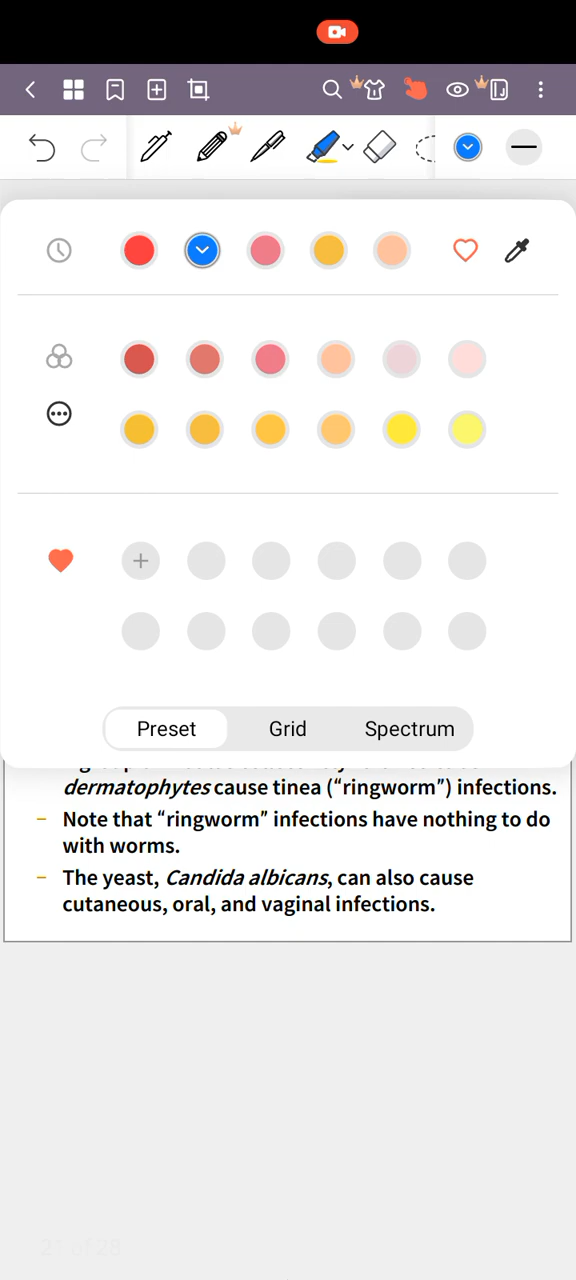 Preset Grid Spectrum
dermatophytes cause tinea (“ringworm”) infections.
– Note that “ringworm” infections have nothing to do
with worms.
– The yeast, Candida albicans, can also cause
cutaneous, oral, and vaginal infections.
21 of 28